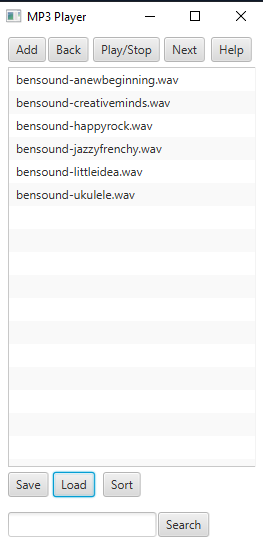 MP3 Player
Add Back Play/Stop Next Help
bensound-anewbeginning.wav
bensound-creativeminds.wav
bensound-happyrock.wav
bensound-jazzyfrenchy.wav
bensound-littleidea.wav
bensound-ukulele.wav
Save Load Sort
Search